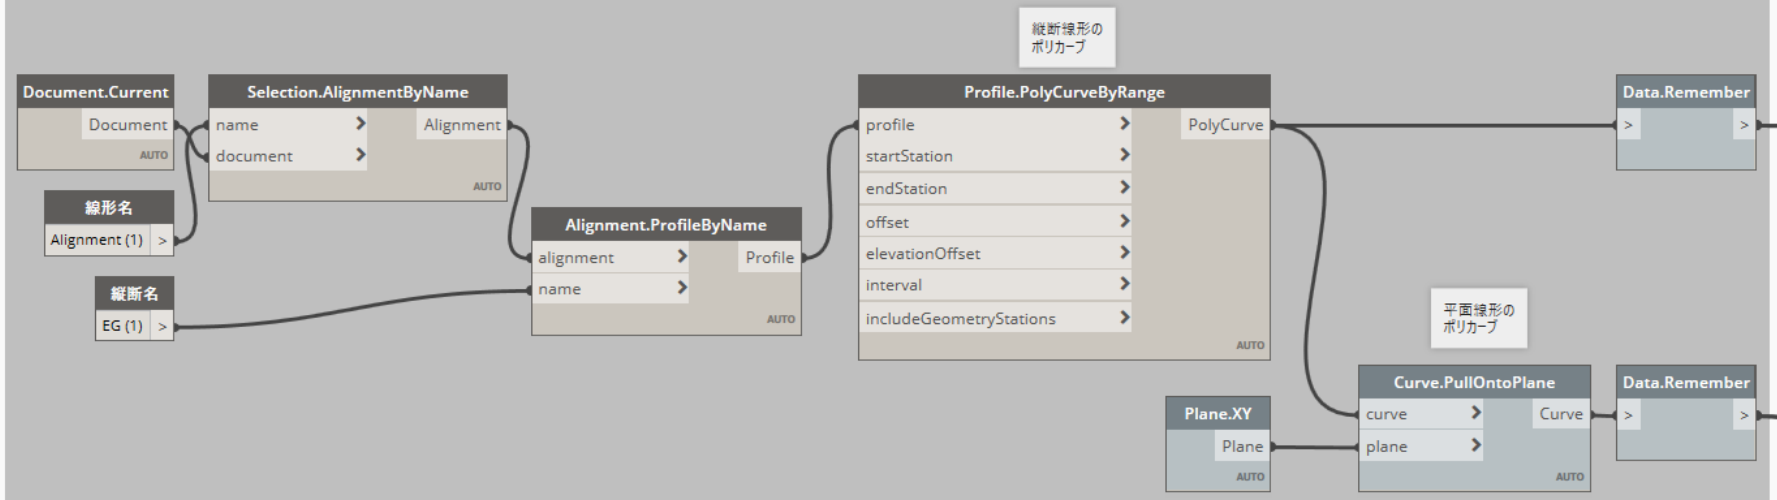 縦断線形の
ポリカーブ
Document.Current
Document
AUTO
Selection.AlignmentByName
name
Alignment
document
AUTO
線形名
Alignment (1) >
縦断名
EG (1) >
Alignment.ProfileByName
alignment
Profile
name
AUTO
Profile.PolyCurveByRange
profile
PolyCurve
startStation
endStation
offset
elevationOffset
interval
includeGeometryStations
AUTO
Data.Remember
> >
平面線形の
ポリカーブ
Plane.XY
Plane
AUTO
Curve.PullOntoPlane
curve
Curve
plane
AUTO
Data.Remember
> >